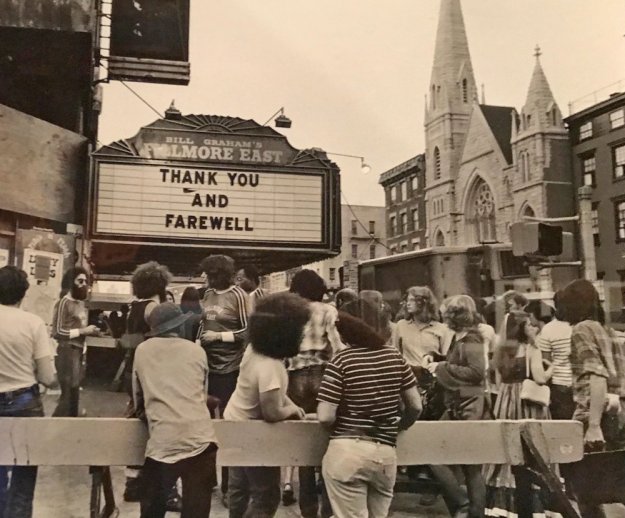 BILL GRAHAM'S
FILLMORE EAST
THANK YOU
AND
FAREWELL